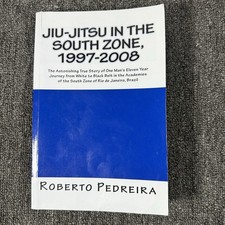 JIU-JITSU IN THE
SOUTH ZONE,
1997-2008
The Astonishing True Story of One Man's Eleven Year
Journey from White to Black Belt in the Academies
of the South Zone of Rio de Janeiro, Brazil
ROBERTO PEDREIRA